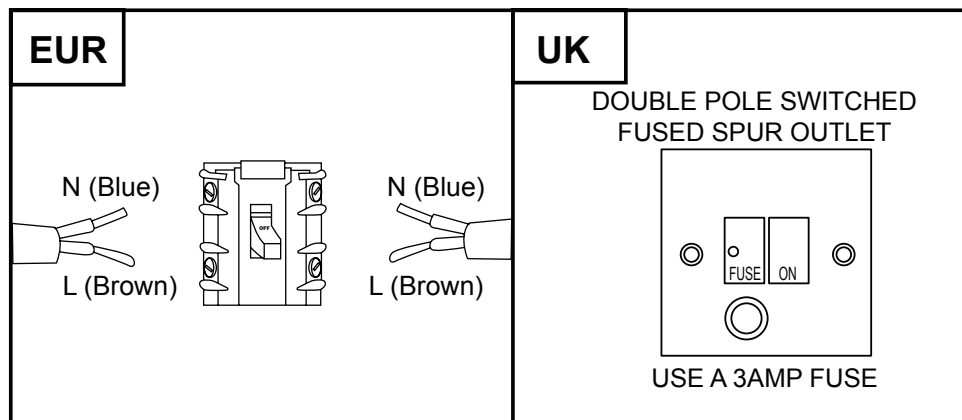 EUR
N (Blue)
L (Brown)
OFF
N (Blue)
L (Brown)
UK
DOUBLE POLE SWITCHED
FUSED SPUR OUTLET
FUSE
ON
USE A 3AMP FUSE